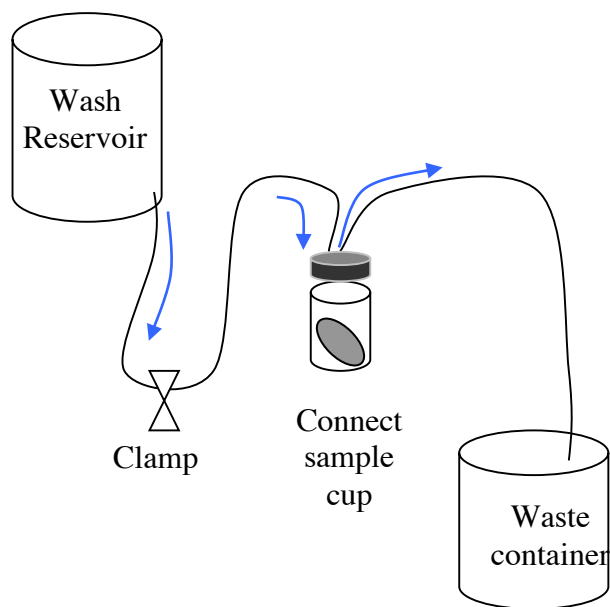 Wash
Reservoir
Clamp
Connect
sample
cup
Waste
container